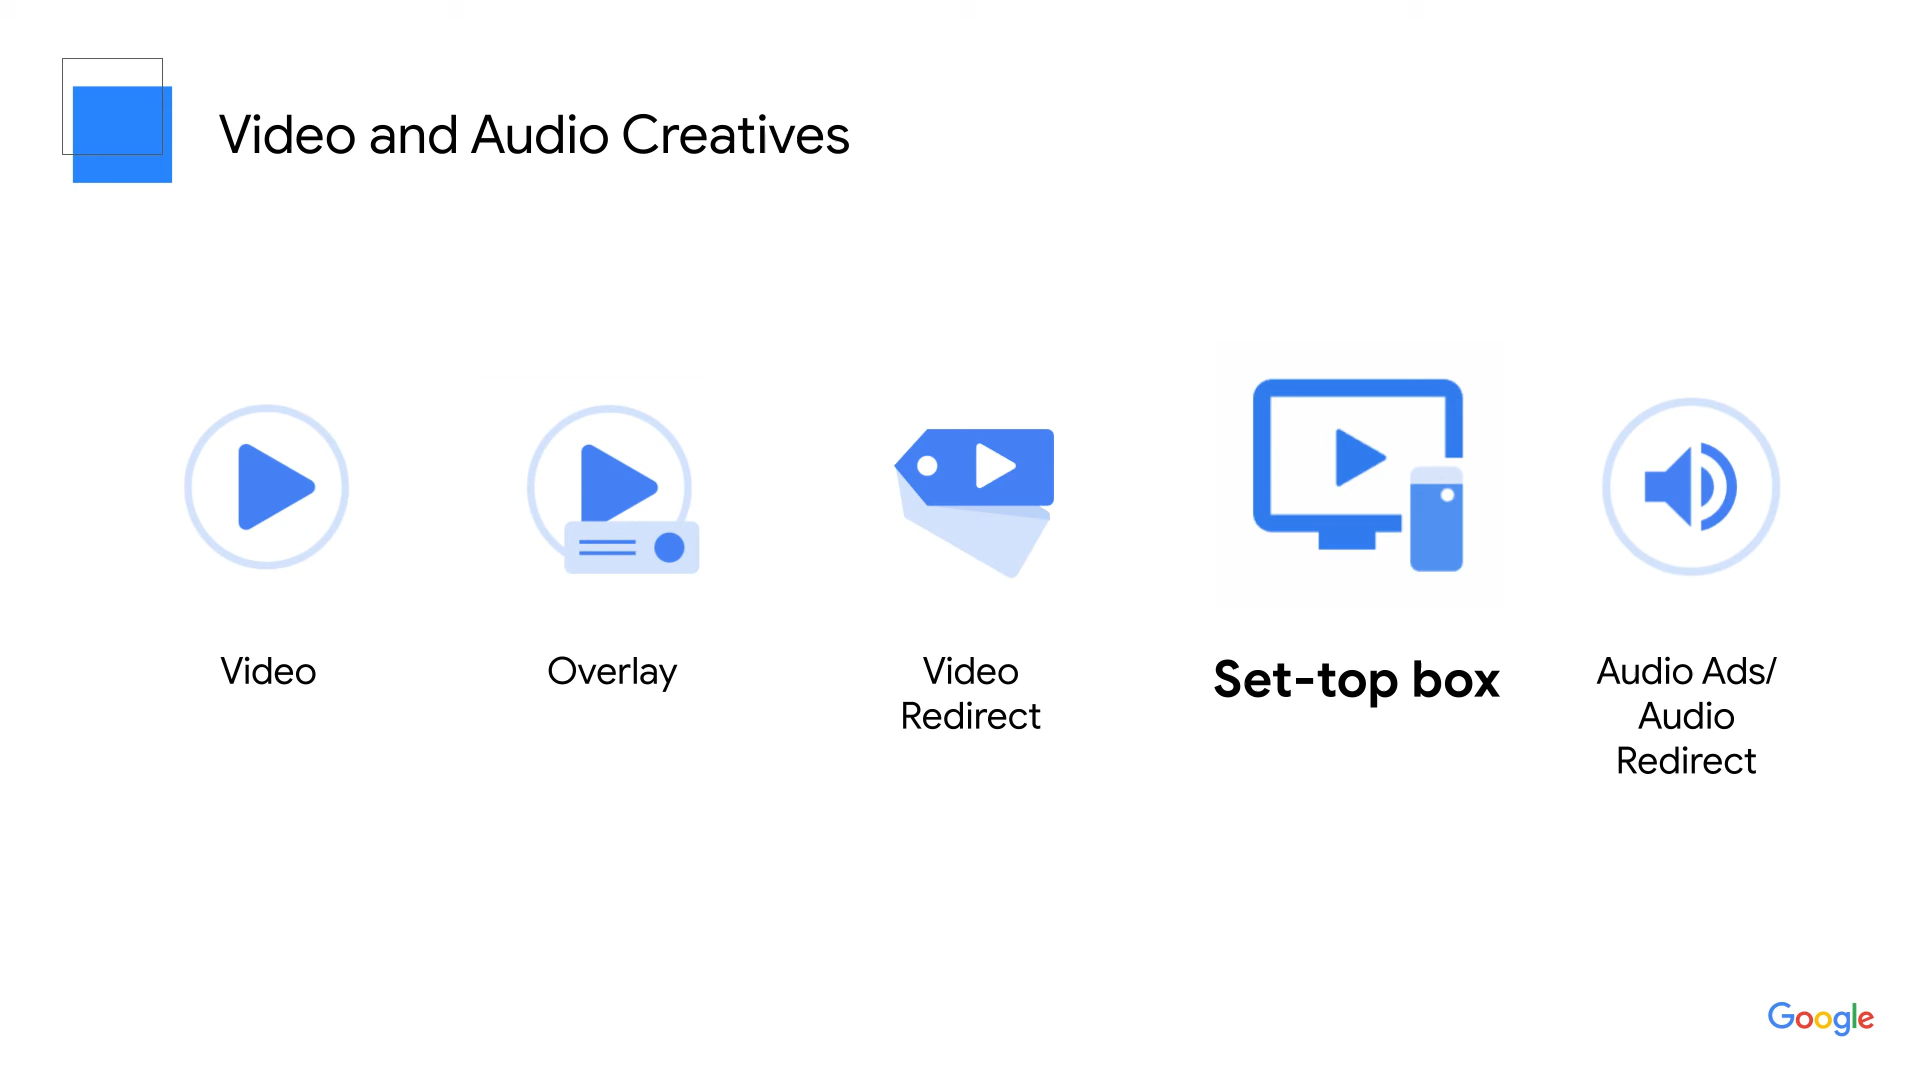 Video and Audio Creatives
Video
Overlay
Video
Redirect
Set-top box
Audio Ads/
Audio
Redirect
Google